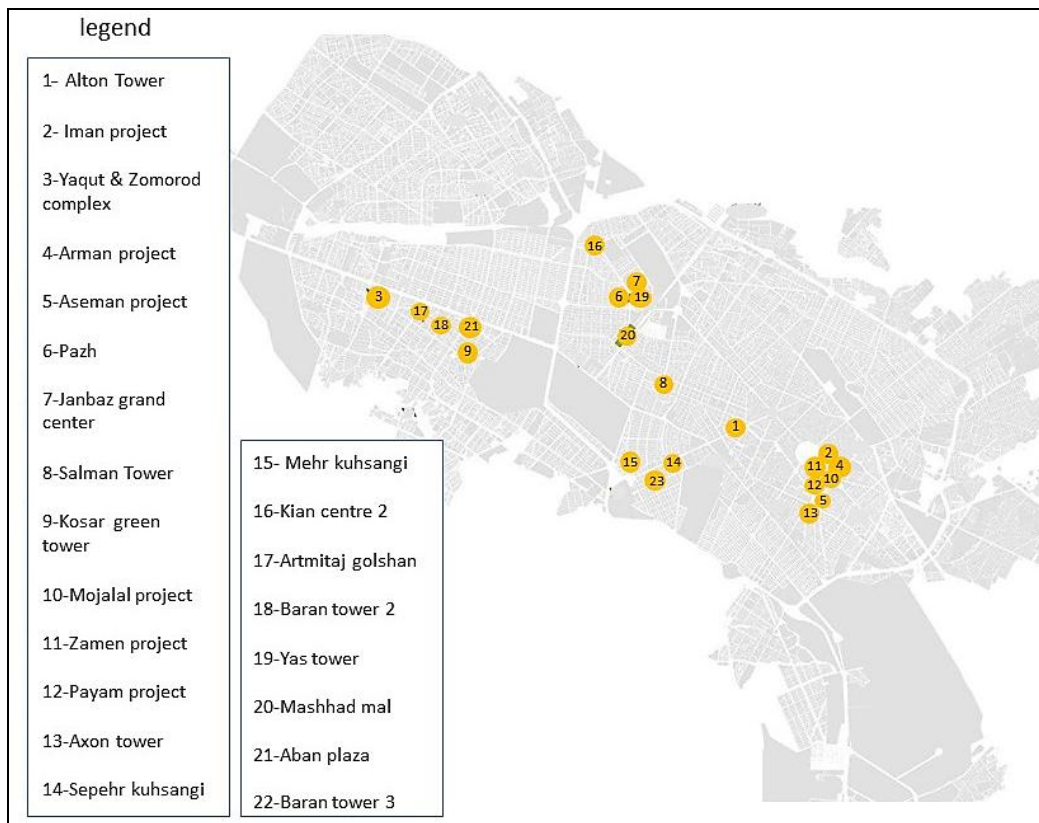 legend
1- Alton Tower
2- Iman project
3-Yaqut & Zomorod
complex
4-Arman project
5-Aseman project
6-Pazh
7-Janbaz grand
center
8-Salman Tower
9-Kosar green
tower
10-Mojalal project
11-Zamen project
12-Payam project
13-Axon tower
14-Sepehr kuhsangi
15- Mehr kuhsangi
16-Kian centre 2
17-Artmitaj golshan
18-Baran tower 2
19-Yas tower
20-Mashhad mal
21-Aban plaza
22-Baran tower 3
16
7
3
6
19
17
18
21
20
9
8
1
2
15
14
11
4
23
12
10
5
13